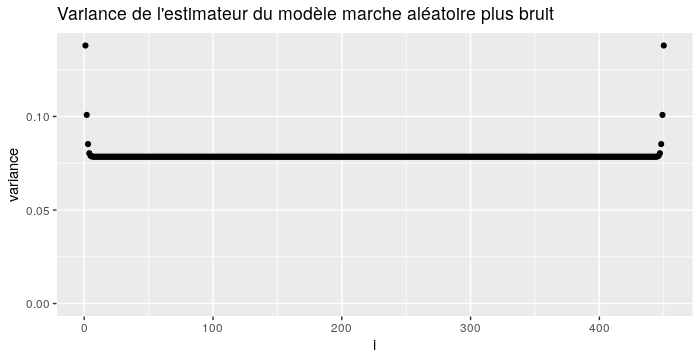 Variance de l'estimateur du modèle marche aléatoire plus bruit
0.10
0.05
0.00
variance
0 100 200 300 400
i